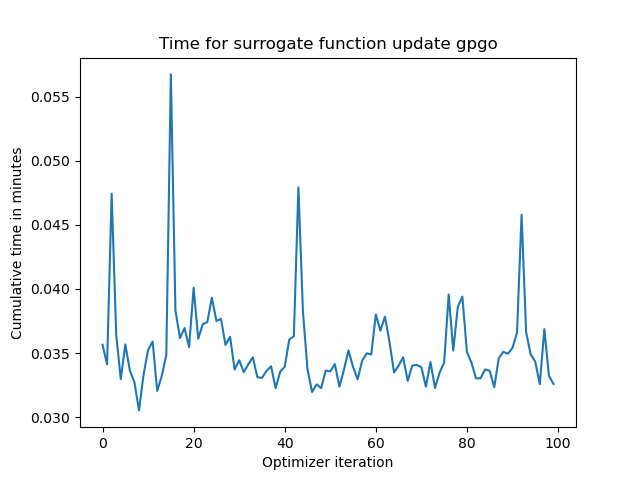 Time for surrogate function update gpgo
0.055
0.050
0.045
0.040
0.035
0.030
Cumulative time in minutes
0 20 40 60 80 100
Optimizer iteration